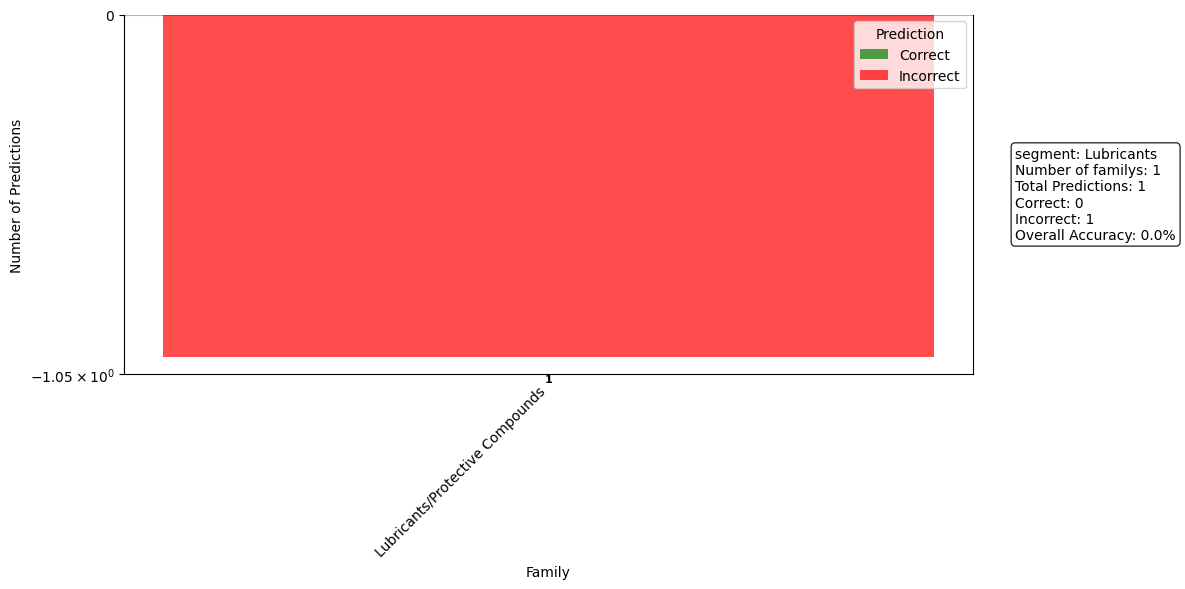 0
Prediction
Correct
Incorrect
Number of Predictions
segment: Lubricants
Number of familys: 1
Total Predictions: 1
Correct: 0
Incorrect: 1
Overall Accuracy: 0.0%
−1.05 × 10⁰
1
Lubricants/Protective Compounds
Family